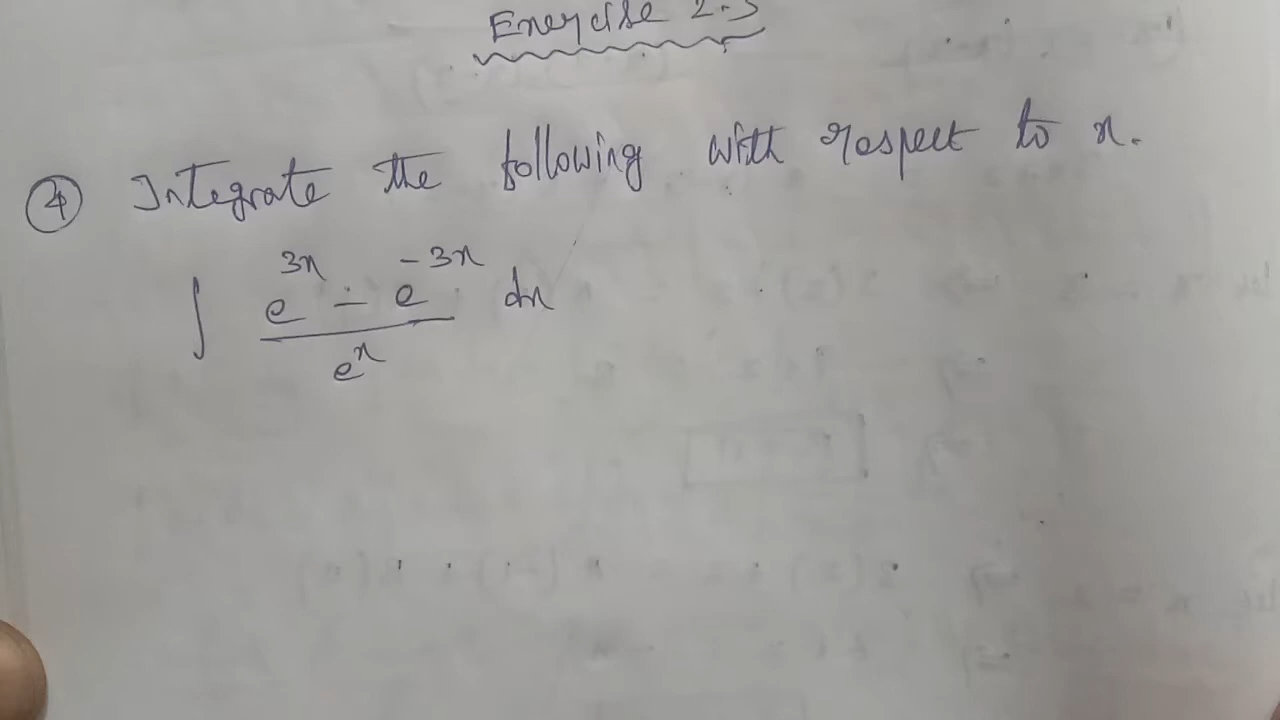 Exercise 2.3
④ Integrate the following with respect to x.
∫ (e^{3x} - e^{-3x}) / e^x dx